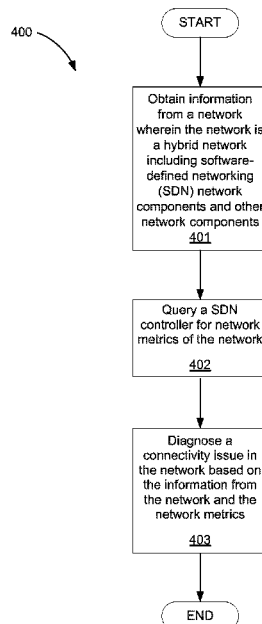 400
START
Obtain information
from a network
wherein the network is
a hybrid network
including software-
defined networking
(SDN) network
components and other
network components
401
Query a SDN
controller for network
metrics of the network
402
Diagnose a
connectivity issue in
the network based on
the information from
the network and the
network metrics
403
END